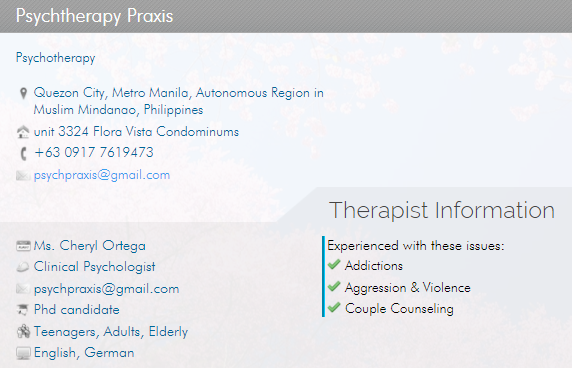 Psychtherapy Praxis
Psychotherapy
Quezon City, Metro Manila, Autonomous Region in
Muslim Mindanao, Philippines
unit 3324 Flora Vista Condominums
+63 0917 7619473
psychpraxis@gmail.com
Therapist Information
Ms. Cheryl Ortega
Clinical Psychologist
psychpraxis@gmail.com
Phd candidate
Teenagers, Adults, Elderly
English, German
Experienced with these issues:
Addictions
Aggression & Violence
Couple Counseling